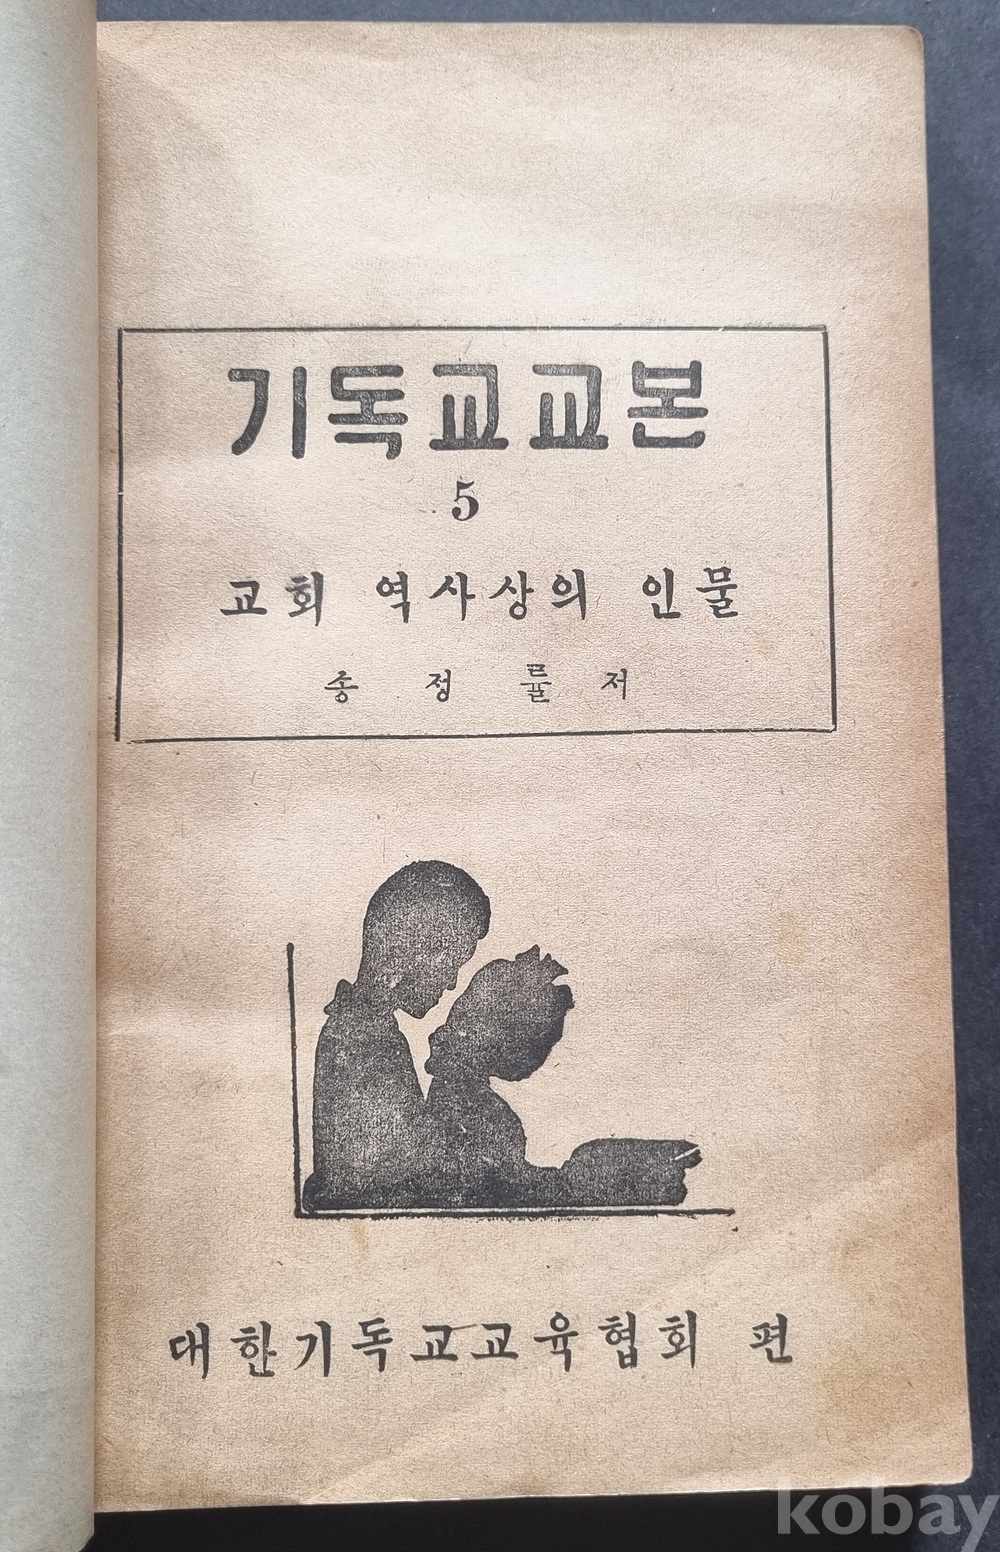 기독교교본
5
교회 역사상의 인물
송 정 률 저
대한기독교교육협회 편
kobay